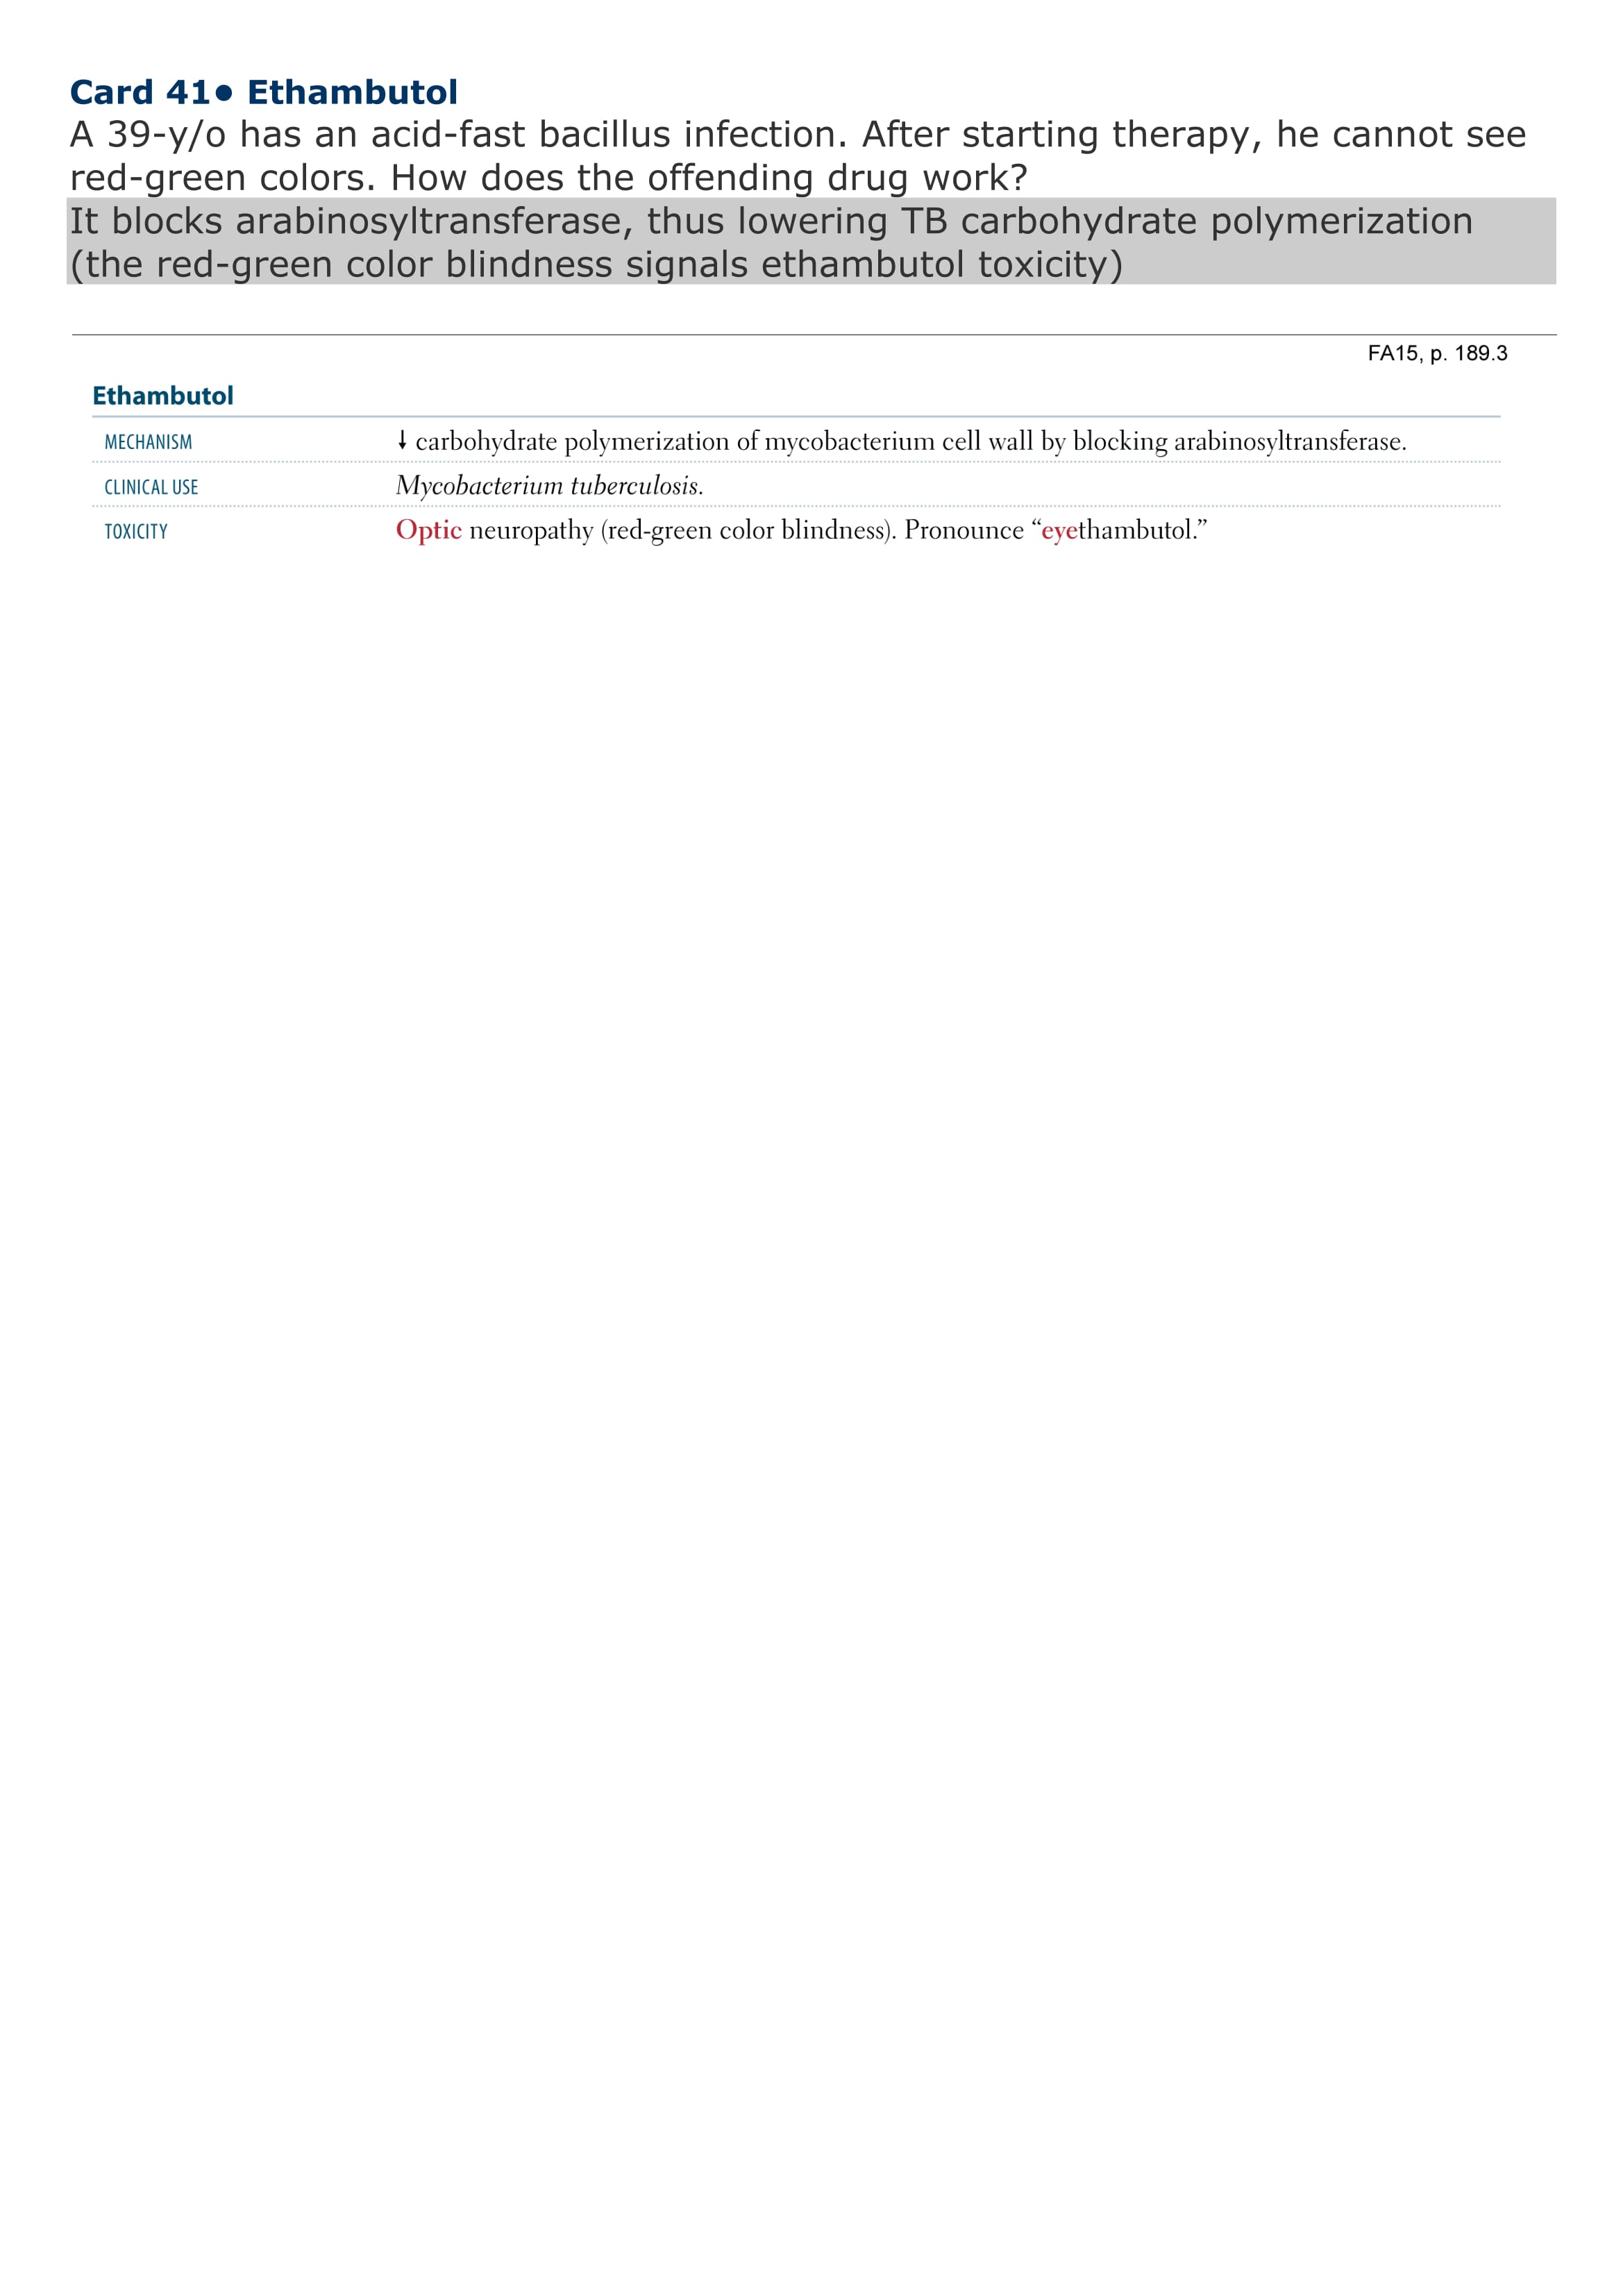 Card 41● Ethambutol
A 39-y/o has an acid-fast bacillus infection. After starting therapy, he cannot see
red-green colors. How does the offending drug work?
It blocks arabinosyltransferase, thus lowering TB carbohydrate polymerization
(the red-green color blindness signals ethambutol toxicity)
FA15, p. 189.3
Ethambutol
MECHANISM ↓ carbohydrate polymerization of mycobacterium cell wall by blocking arabinosyltransferase.
CLINICAL USE Mycobacterium tuberculosis.
TOXICITY Optic neuropathy (red-green color blindness). Pronounce “eyethambutol.”